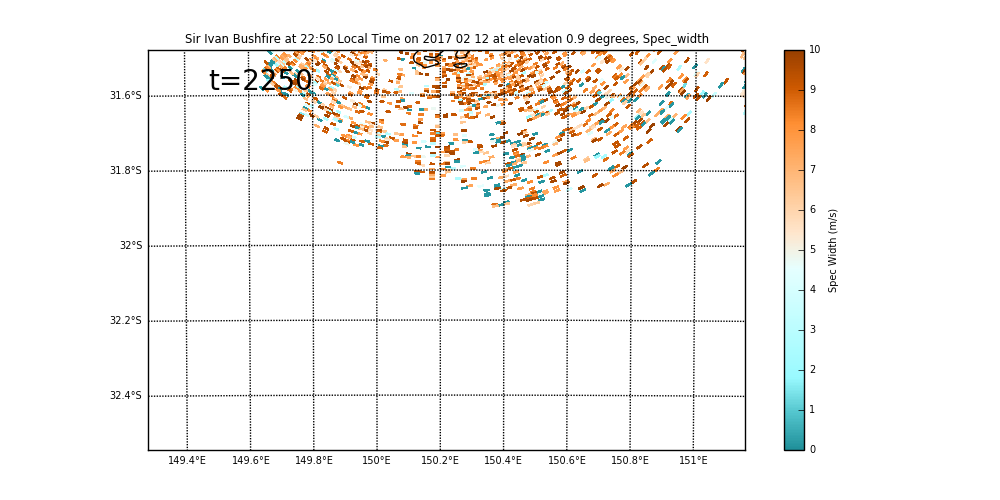 Sir Ivan Bushfire at 22:50 Local Time on 2017 02 12 at elevation 0.9 degrees, Spec_width
t=2250
31.6°S
31.8°S
32°S
32.2°S
32.4°S
149.4°E 149.6°E 149.8°E 150°E 150.2°E 150.4°E 150.6°E 150.8°E 151°E
10
9
8
7
6
5
4
3
2
1
0
Spec Width (m/s)